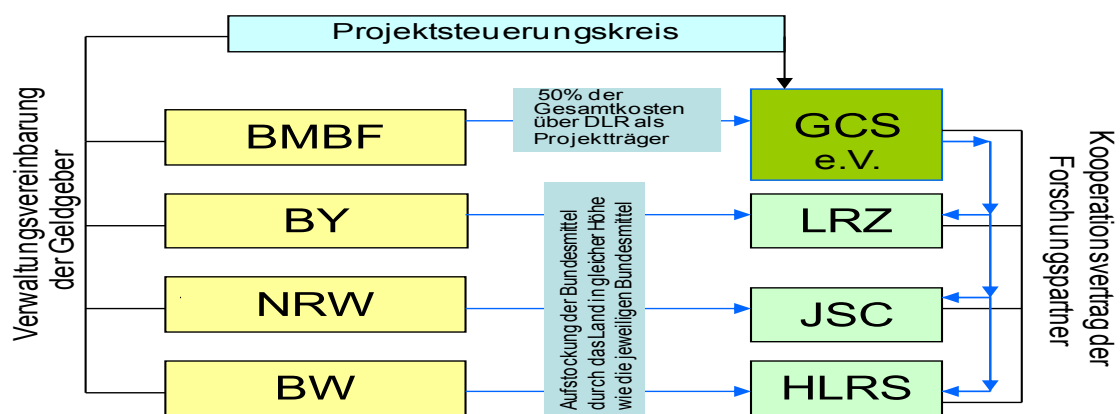 Projektsteuerungskreis
Verwaltungsvereinbarung
der Geldgeber
BMBF
50% der
Gesamtkosten
über DLR als
Projektträger
GCS
e.V.
BY
LRZ
NRW
JSC
BW
HLRS
Aufstockung der Bundesmittel
durch das Land in gleicher Höhe
wie die jeweiligen Bundesmittel
Kooperationsvertrag der
Forschungspartner